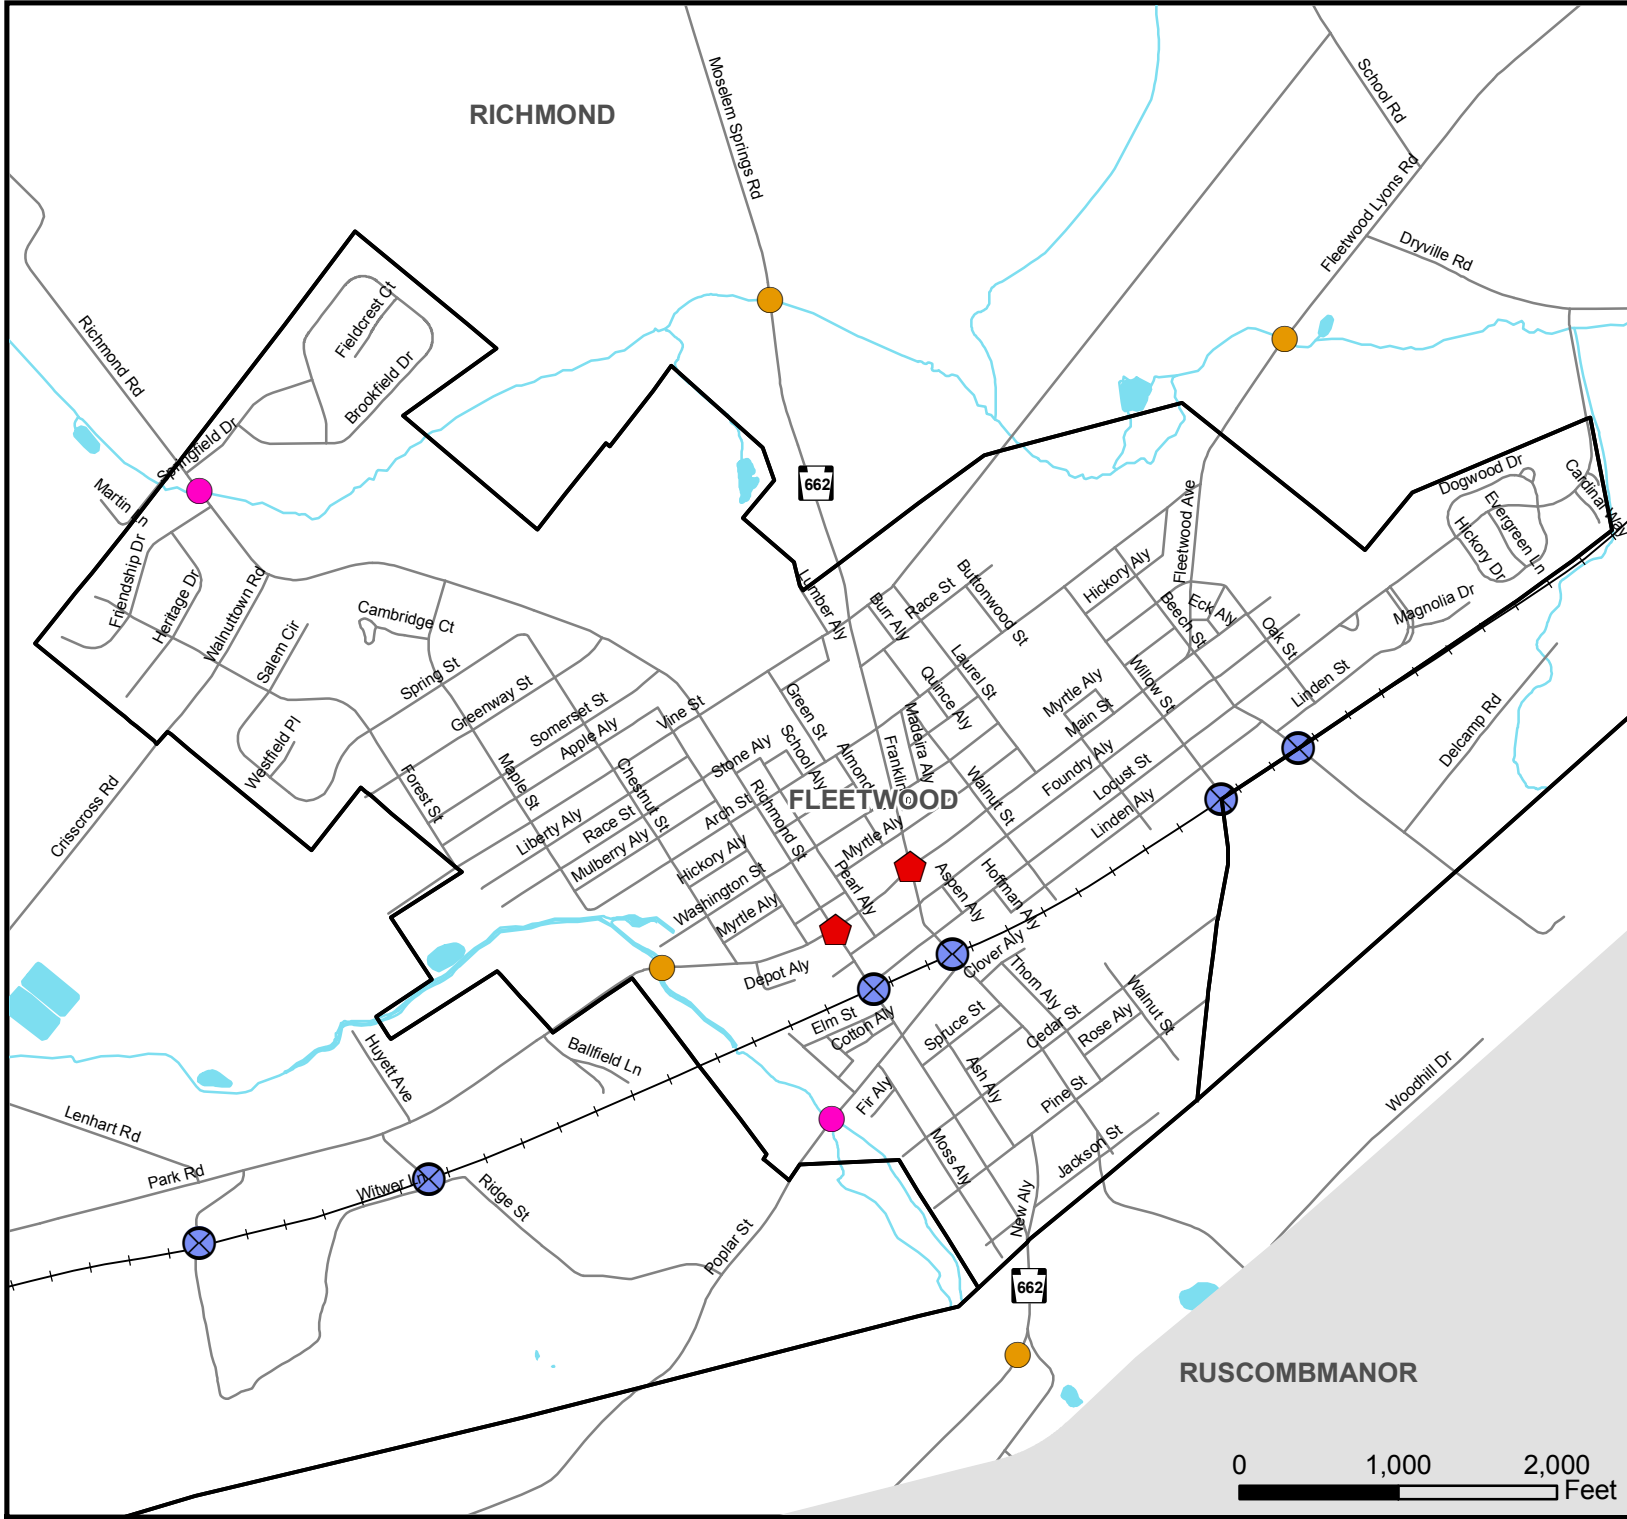 Moselem Springs Rd
School Rd
RICHMOND
Fleetwood Lyons Rd
Dryville Rd
Fieldcrest Ct
Richmond Rd
Brookfield Dr
Springfield Dr
Martin Ln
662
Dogwood Dr
Cardinal Way
Evergreen Ln
Hickory Dr
Fleetwood Ave
Friendship Dr
Heritage Dr
Walnuttown Rd
Cambridge Ct
Salem Cir
Lumber Aly
Burr Aly
Race St
Buttonwood St
Hickory Aly
Beech St
Eck Aly
Oak St
Magnolia Dr
Spring St
Greenway St
Somerset St
Apple Aly
Vine St
Green St
Laurel St
Quince Aly
Myrtle Aly
Main St
Willow St
Linden St
Westfield Pl
Forest St
Maple St
Chestnut St
Stone Aly
School Aly
Almond
Franklin
Madeira Aly
Walnut St
Foundry Aly
Locust St
Linden Aly
Delcamp Rd
Crisscross Rd
FLEETWOOD
Liberty Aly
Race St
Mulberry Aly
Arch St
Richmond St
Hickory Aly
Washington St
Myrtle Aly
Myrtle Aly
Pearl Aly
Aspen Aly
Hoffman Aly
Depot Aly
Clover Aly
Thorn Aly
Walnut St
Elm St
Cotton Aly
Spruce St
Cedar St
Rose Aly
Huyett Ave
Ballfield Ln
Fir Aly
Ash Aly
Pine St
Woodhill Dr
Lenhart Rd
Park Rd
Witwer Ln
Ridge St
Moss Aly
Jackson St
New Aly
Poplar St
662
RUSCOMBMANOR
0 1,000 2,000
Feet